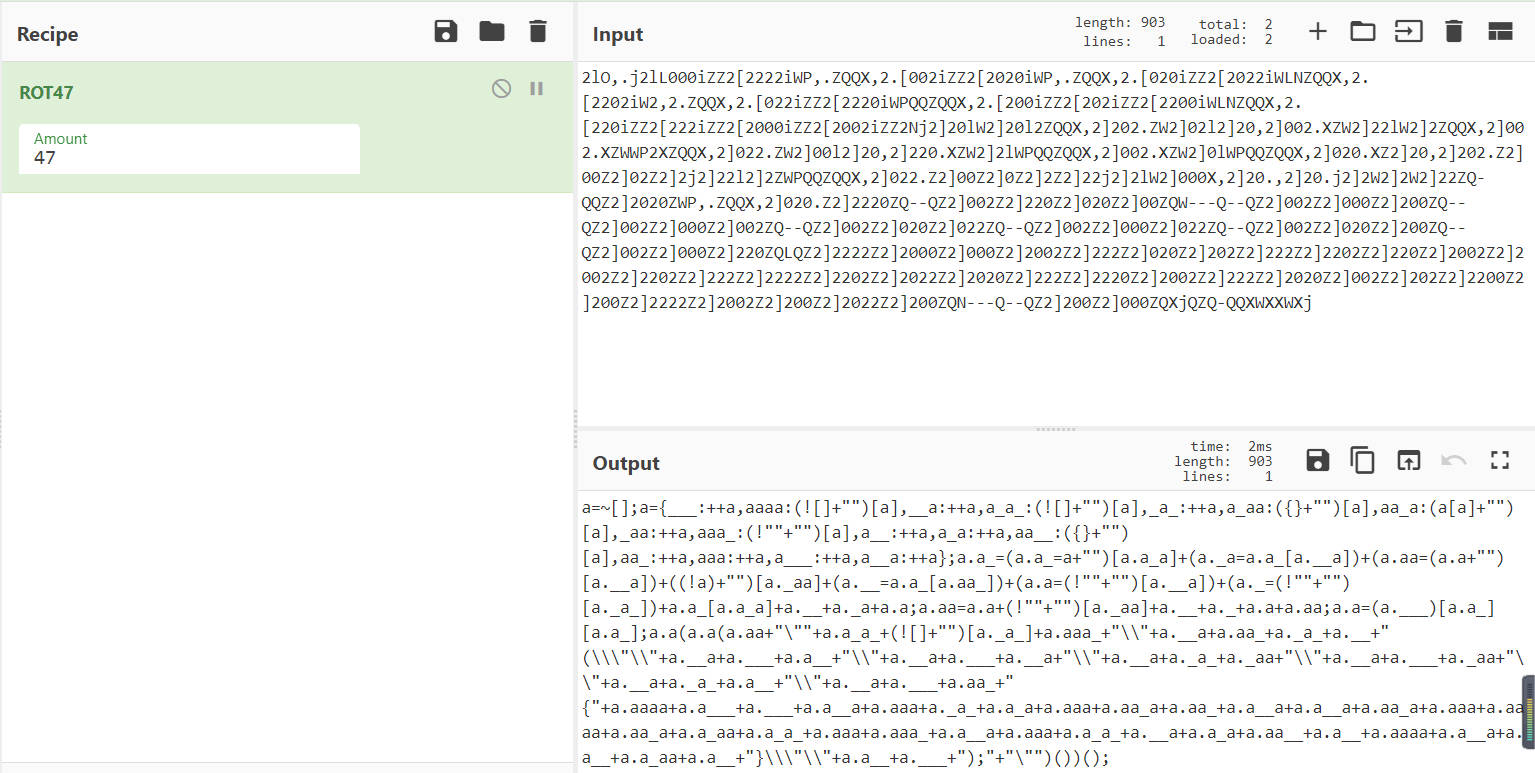 Recipe
ROT47
Amount
47
Input
length: 903
lines: 1
total: 2
loaded: 2
2lO,.j2lL000iZZ2[2222iWP,.ZQQX,2.[002iZZ2[2020iWP,.ZQQX,2.[020iZZ2[2022iWLNZQQX,2.
[2202iW2,2.ZQQX,2.[022iZZ2[2220iWPQQZQQX,2.[200iZZ2[202iZZ2[2200iWLNZQQX,2.
[220iZZ2[222iZZ2[2000iZZ2[2002iZZ2Nj2]20lW2]20l2ZQQX,2]202.ZW2]02l2]20,2]002.XZW2]22lW2]2ZQQX,2]00
2.XZWWP2XZQQX,2]022.ZW2]00l2]20,2]220.XZW2]2lWPQQZQQX,2]002.XZW2]0lWPQQZQQX,2]020.XZ2]20,2]202.Z2]
00Z2]02Z2]2j2]22l2]2ZWPQQZQQX,2]022.Z2]00Z2]0Z2]2Z2]22j2]2lW2]000X,2]20.,2]20.j2]2W2]2W2]22ZQ-
QQZ2]2020ZWP,.ZQQX,2]020.Z2]2220ZQ--QZ2]002Z2]220Z2]020Z2]00ZQW---Q--QZ2]002Z2]000Z2]200ZQ--
QZ2]002Z2]000Z2]002ZQ--QZ2]002Z2]020Z2]022ZQ--QZ2]002Z2]000Z2]022ZQ--QZ2]002Z2]020Z2]200ZQ--
QZ2]002Z2]000Z2]220ZQLQZ2]2222Z2]2000Z2]000Z2]2002Z2]222Z2]020Z2]202Z2]222Z2]2202Z2]220Z2]2002Z2]2
002Z2]2202Z2]222Z2]2222Z2]2202Z2]2022Z2]2020Z2]222Z2]2220Z2]2002Z2]222Z2]2020Z2]002Z2]202Z2]2200Z2
]200Z2]2222Z2]2002Z2]200Z2]2022Z2]200ZQN---Q--QZ2]200Z2]000ZQXjQZQ-QQXWXXWXj
Output
time: 2ms
length: 903
lines: 1
a=~[];a={___:++a,aaaa:(![]+"")[a],__a:++a,a_a_:(![]+"")[a],_a_:++a,a_aa:({}+"")[a],aa_a:(a[a]+"")
[a],_aa:++a,aaa_:(!""+"")[a],a__:++a,a_a:++a,aa__:({}+"")
[a],aa_:++a,aaa:++a,a___:++a,a__a:++a};a.a_=(a.a_=a+"")[a.a_a]+(a._a=a.a_[a.__a])+(a.aa=(a.a+"")
[a.__a])+((!a)+"")[a._aa]+(a.__=a.a_[a.aa_])+(a.a=(!""+"")[a.__a])+(a._=(!""+"")
[a._a_])+a.a_[a.a_a]+a.__+a._a+a.a;a.aa=a.a+(!""+"")[a._aa]+a.__+a._+a.a+a.aa;a.a=(a.___)[a.a_]
[a.a_];a.a(a.a(a.aa+"\""+a.a_a_+(![]+"")[a._a_]+a.aaa_+"\\"+a.__a+a.aa_+a._a_+a.__+"
(\\\"\\"+a.__a+a.___+a.a__+"\\"+a.__a+a.___+a.__a+"\\"+a.__a+a._a_+a._aa+"\\"+a.__a+a.___+a._aa+"\
\"+a.__a+a._a_+a.a__+"\\"+a.__a+a.___+a.aa_+"
{"+a.aaaa+a.a___+a.___+a.a__a+a.aaa+a._a_+a.a_a+a.aaa+a.aa_a+a.aa_+a.a__a+a.a__a+a.aa_a+a.aaa+a.aa
aa+a.aa_a+a.a_aa+a.a_a_+a.aaa+a.aaa_+a.a__a+a.aaa+a.a_a_+a.__a+a.a_a+a.aa__+a.a__+a.aaaa+a.a__a+a.
a__+a.a_aa+a.a__+"}\\\"\\"+a.a__+a.___+");"+"\"")())();